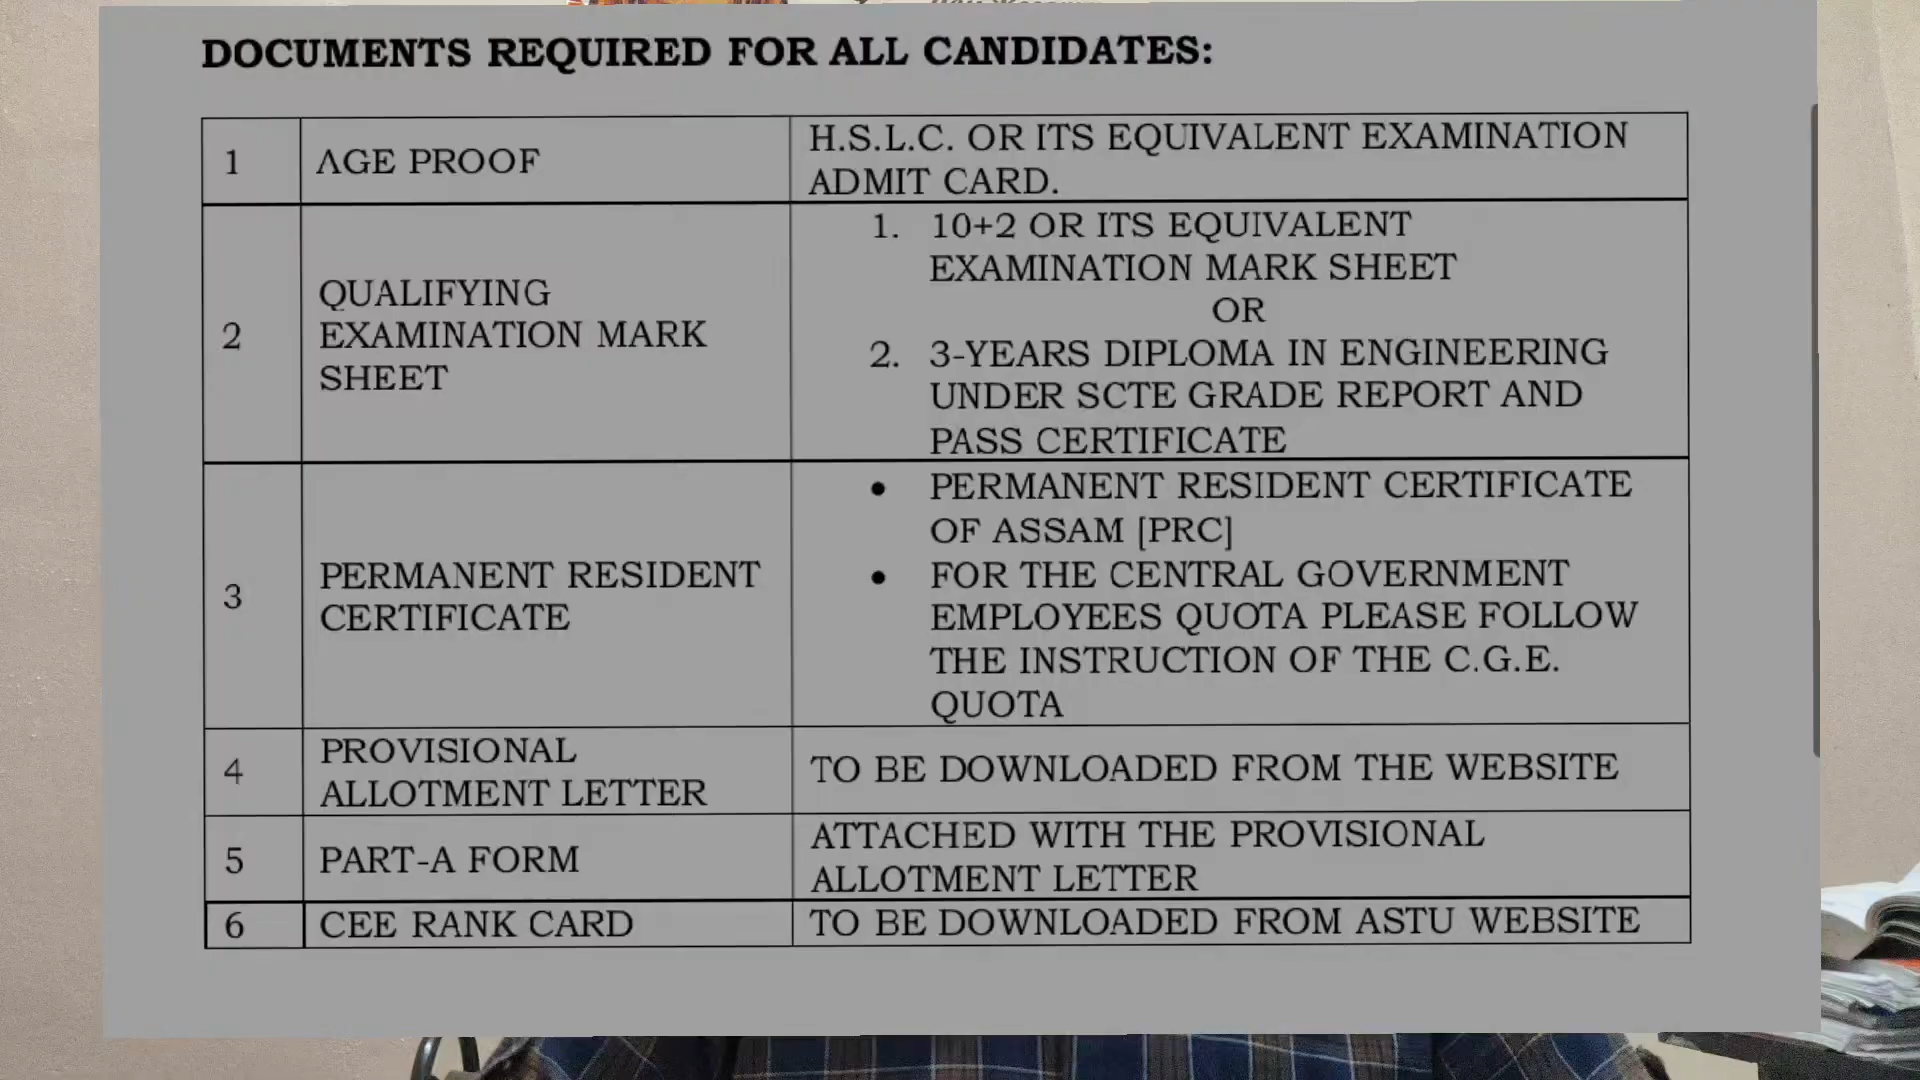 DOCUMENTS REQUIRED FOR ALL CANDIDATES:
1
AGE PROOF
H.S.L.C. OR ITS EQUIVALENT EXAMINATION
ADMIT CARD.
2
QUALIFYING
EXAMINATION MARK
SHEET
1. 10+2 OR ITS EQUIVALENT
EXAMINATION MARK SHEET
OR
2. 3-YEARS DIPLOMA IN ENGINEERING
UNDER SCTE GRADE REPORT AND
PASS CERTIFICATE
3
PERMANENT RESIDENT
CERTIFICATE
• PERMANENT RESIDENT CERTIFICATE
OF ASSAM [PRC]
• FOR THE CENTRAL GOVERNMENT
EMPLOYEES QUOTA PLEASE FOLLOW
THE INSTRUCTION OF THE C.G.E.
QUOTA
4
PROVISIONAL
ALLOTMENT LETTER
TO BE DOWNLOADED FROM THE WEBSITE
5
PART-A FORM
ATTACHED WITH THE PROVISIONAL
ALLOTMENT LETTER
6
CEE RANK CARD
TO BE DOWNLOADED FROM ASTU WEBSITE